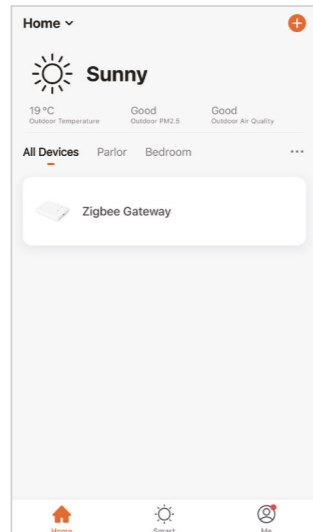 Home
Sunny
19 °C Good Good
Outdoor Temperature Outdoor PM2.5 Outdoor Air Quality
All Devices Parlor Bedroom ...
Zigbee Gateway
Home Smart Me